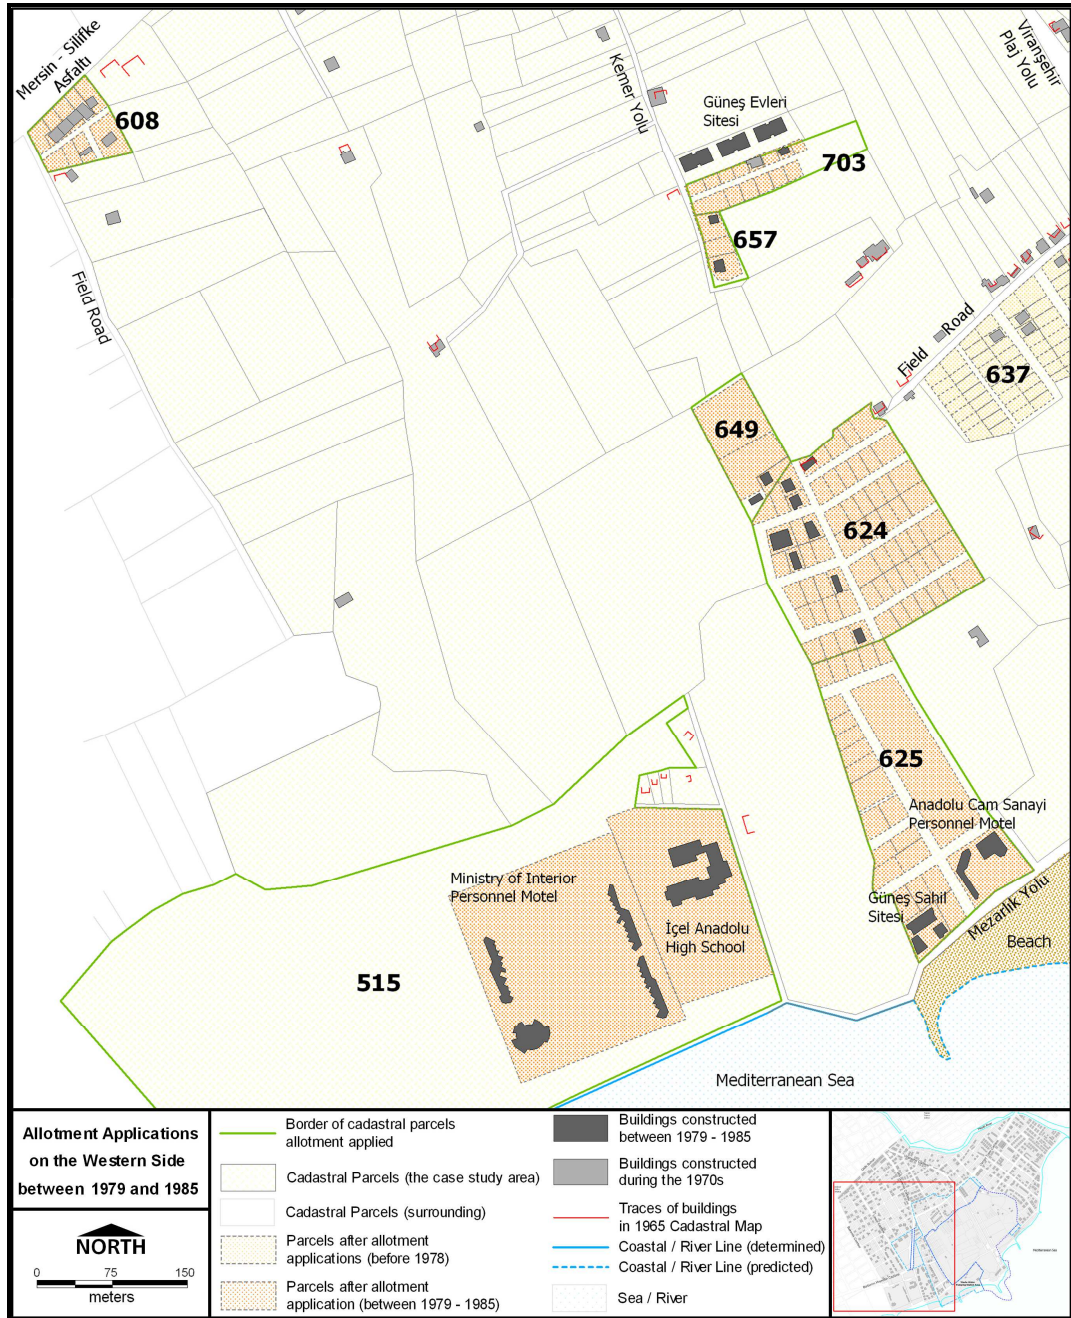 Mersin - Silifke
Asfaltı
608
Field Road
Kemer Yolu
Güneş Evleri
Sitesi
703
657
Viranşehir
Plaj Yolu
Field Road
637
649
624
625
Anadolu Cam Sanayi
Personnel Motel
Güneş Sahil
Sitesi
Mezarlık Yolu
Beach
Ministry of Interior
Personnel Motel
İçel Anadolu
High School
515
Mediterranean Sea
Allotment Applications
on the Western Side
between 1979 and 1985
NORTH
0 75 150
meters
Border of cadastral parcels
allotment applied
Cadastral Parcels (the case study area)
Cadastral Parcels (surrounding)
Parcels after allotment
applications (before 1978)
Parcels after allotment
application (between 1979 - 1985)
Buildings constructed
between 1979 - 1985
Buildings constructed
during the 1970s
Traces of buildings
in 1965 Cadastral Map
Coastal / River Line (determined)
Coastal / River Line (predicted)
Sea / River